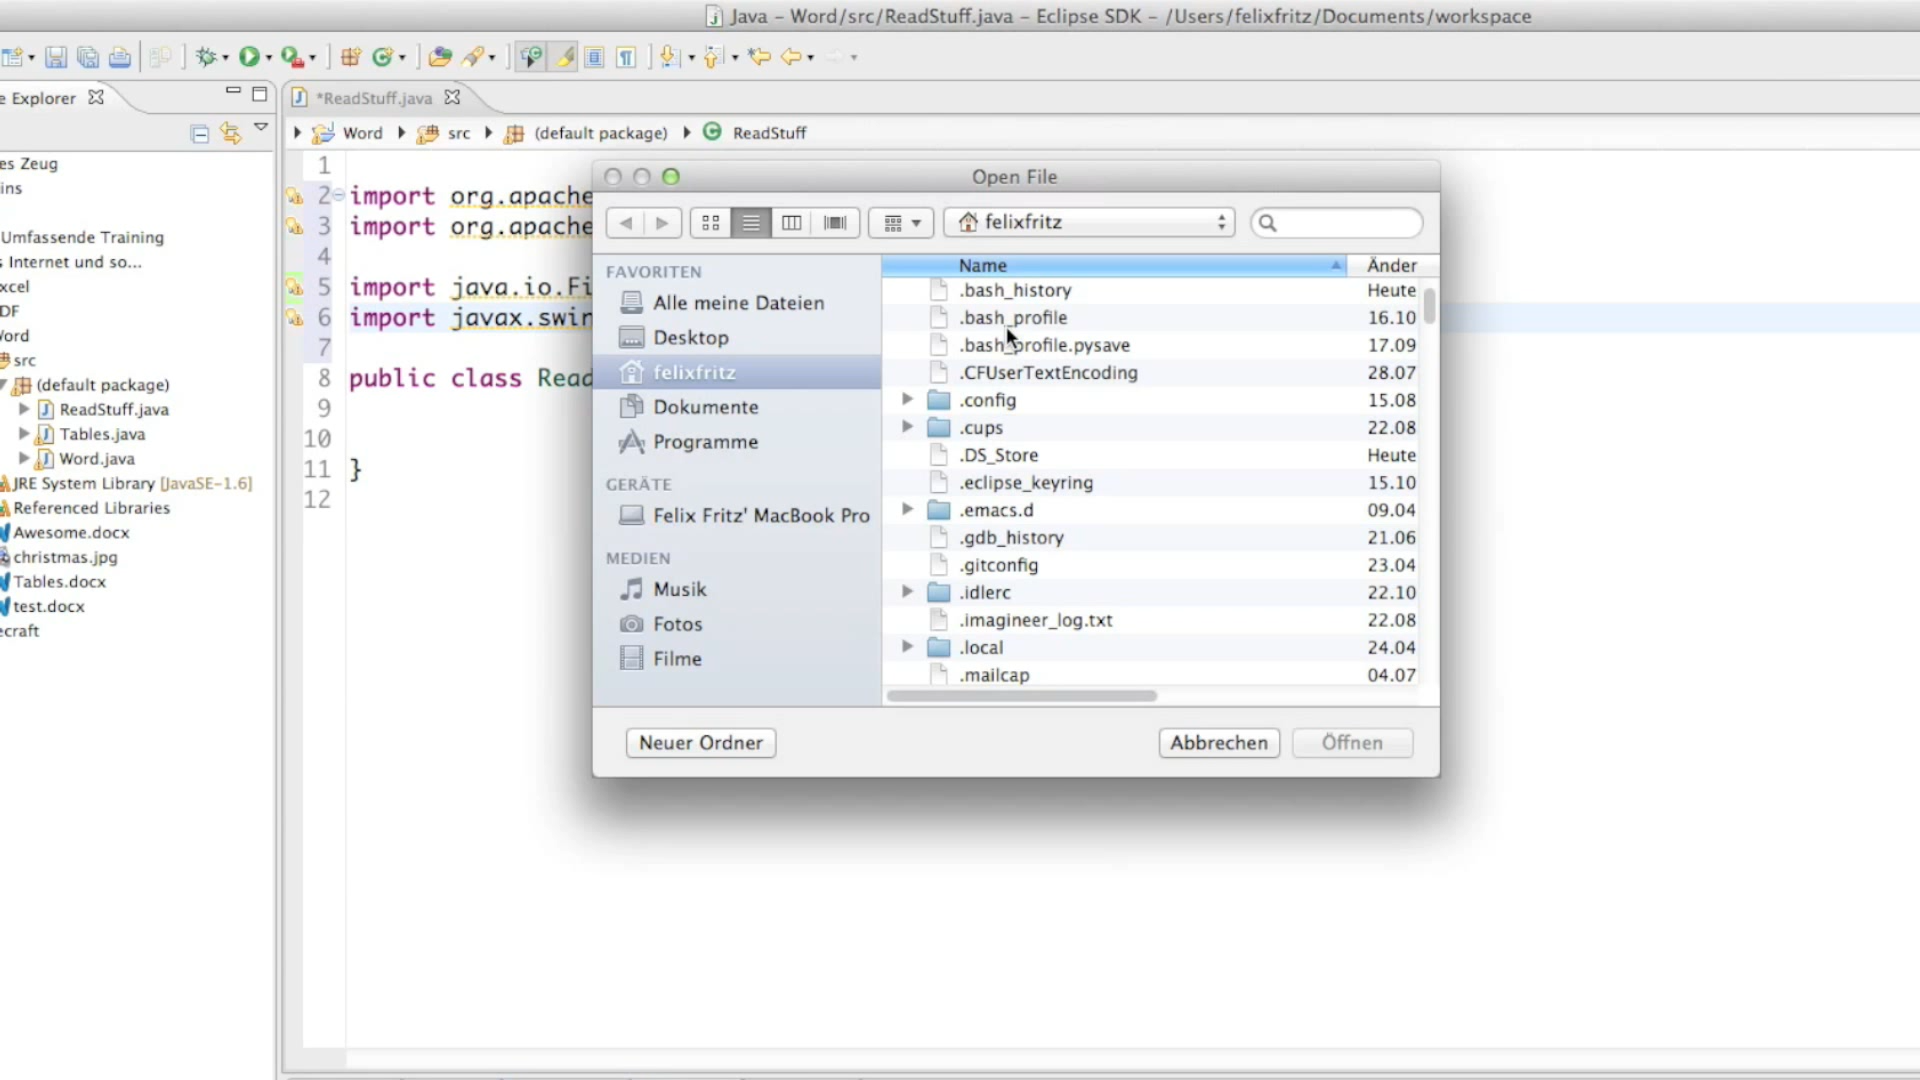 Java – Word/src/ReadStuff.java – Eclipse SDK – /Users/felixfritz/Documents/workspace
e Explorer
*ReadStuff.java
Word
src
(default package)
ReadStuff
es Zeug
ins
Umfassende Training
s Internet und so...
xcel
DF
ord
src
(default package)
ReadStuff.java
Tables.java
Word.java
JRE System Library [JavaSE-1.6]
Referenced Libraries
Awesome.docx
christmas.jpg
Tables.docx
test.docx
ecraft
1
2 import org.apache
3 import org.apache
4
5 import java.io.Fi
6 import javax.swin
7
8 public class Read
9
10
11 }
12
Open File
felixfritz
FAVORITEN
Alle meine Dateien
Desktop
felixfritz
Dokumente
Programme
GERÄTE
Felix Fritz' MacBook Pro
MEDIEN
Musik
Fotos
Filme
Name Änder
.bash_history Heute
.bash_profile 16.10
.bash_profile.pysave 17.09
.CFUserTextEncoding 28.07
.config 15.08
.cups 22.08
.DS_Store Heute
.eclipse_keyring 15.10
.emacs.d 09.04
.gdb_history 21.06
.gitconfig 23.04
.idlerc 22.10
.imagineer_log.txt 22.08
.local 24.04
.mailcap 04.07
Neuer Ordner
Abbrechen
Öffnen